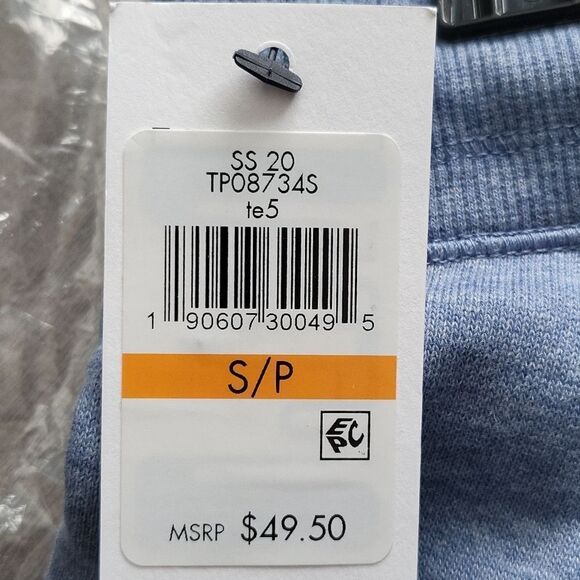 SS 20
TP08734S
te5
1 90607 30049 5
S/P
EPC
MSRP $49.50